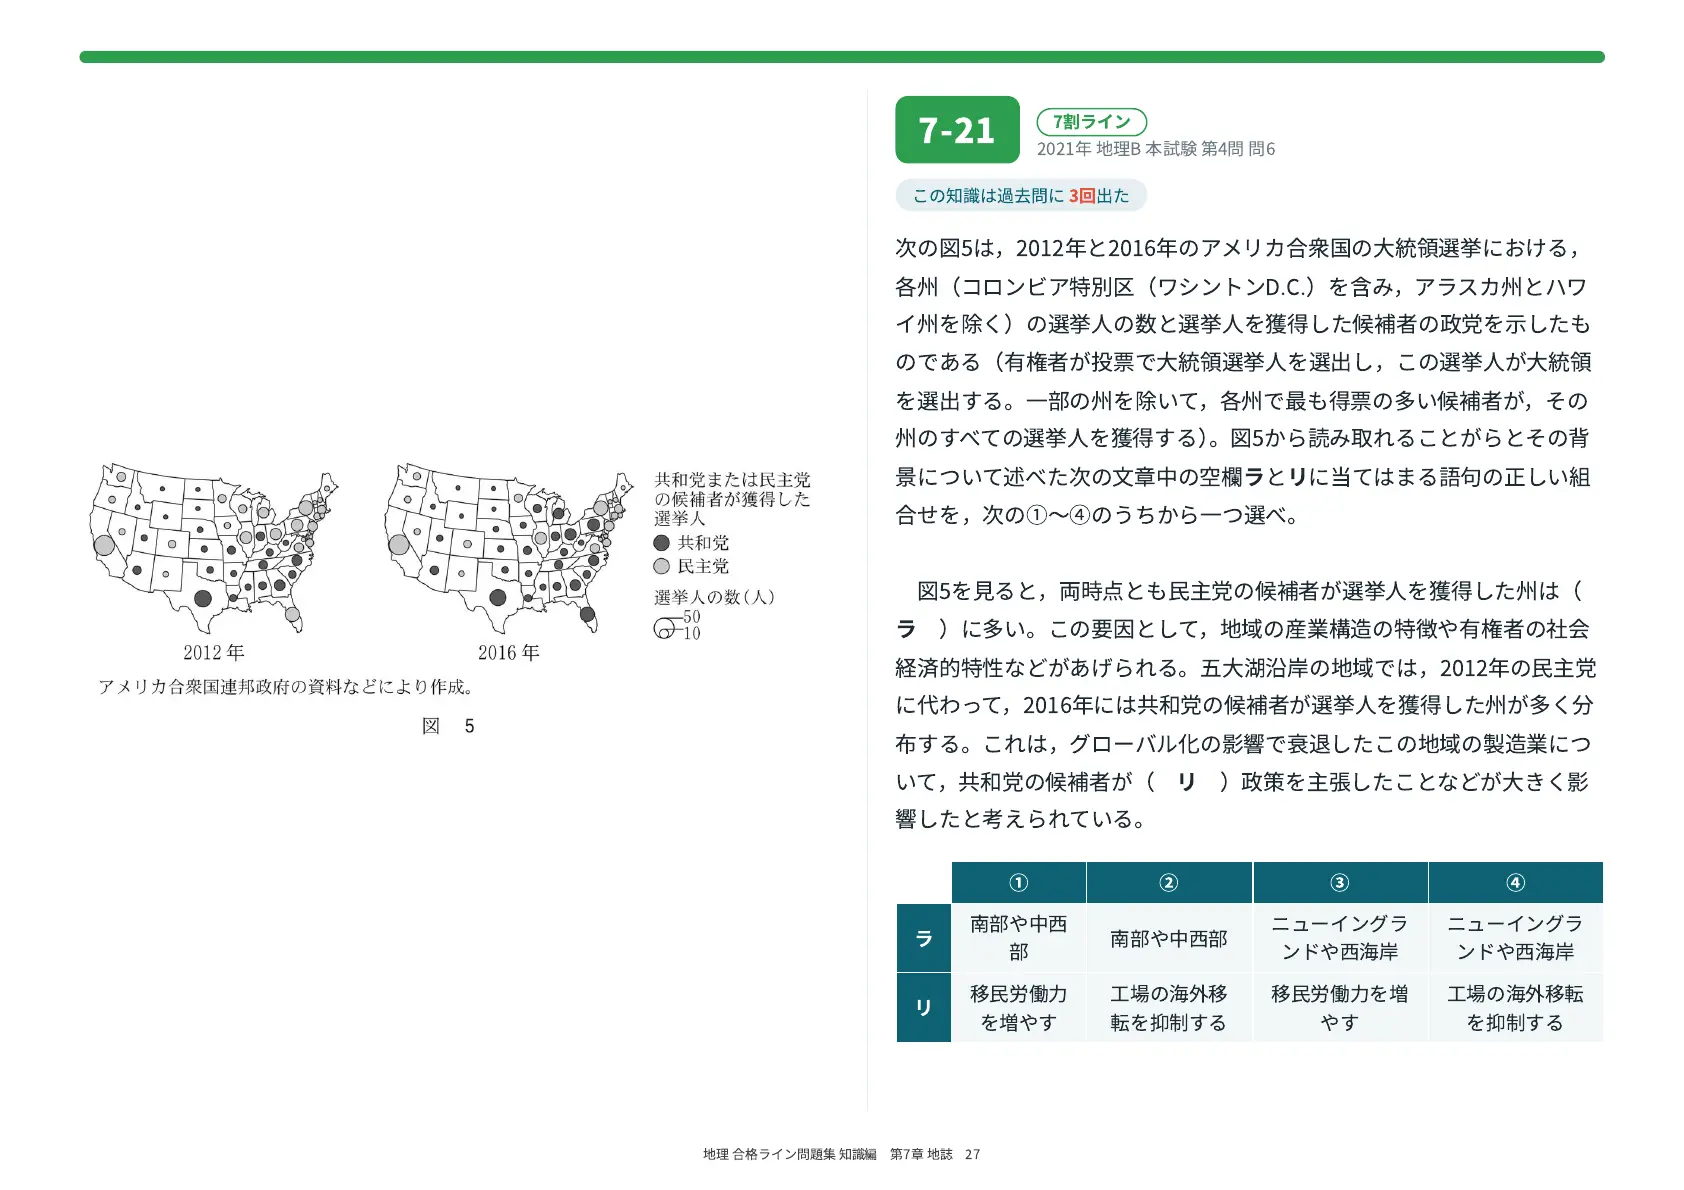 共和党または民主党
の候補者が獲得した
選挙人
共和党
民主党
選挙人の数(人)
50
10
2012 年
2016 年
アメリカ合衆国連邦政府の資料などにより作成。
図 5
7-21
7割ライン
2021年 地理B 本試験 第4問 問6
この知識は過去問に 3回出た
次の図5は，2012年と2016年のアメリカ合衆国の大統領選挙における，
各州（コロンビア特別区（ワシントンD.C.）を含み，アラスカ州とハワ
イ州を除く）の選挙人の数と選挙人を獲得した候補者の政党を示したも
のである（有権者が投票で大統領選挙人を選出し，この選挙人が大統領
を選出する。一部の州を除いて，各州で最も得票の多い候補者が，その
州のすべての選挙人を獲得する）。図5から読み取れることがらとその背
景について述べた次の文章中の空欄ラとリに当てはまる語句の正しい組
合せを，次の①〜④のうちから一つ選べ。
図5を見ると，両時点とも民主党の候補者が選挙人を獲得した州は（
ラ ）に多い。この要因として，地域の産業構造の特徴や有権者の社会
経済的特性などがあげられる。五大湖沿岸の地域では，2012年の民主党
に代わって，2016年には共和党の候補者が選挙人を獲得した州が多く分
布する。これは，グローバル化の影響で衰退したこの地域の製造業につ
いて，共和党の候補者が（ リ ）政策を主張したことなどが大きく影
響したと考えられている。
① ② ③ ④
ラ 南部や中西部 南部や中西部 ニューイングランドや西海岸 ニューイングランドや西海岸
リ 移民労働力を増やす 工場の海外移転を抑制する 移民労働力を増やす 工場の海外移転を抑制する
地理 合格ライン問題集 知識編 第7章 地誌 27